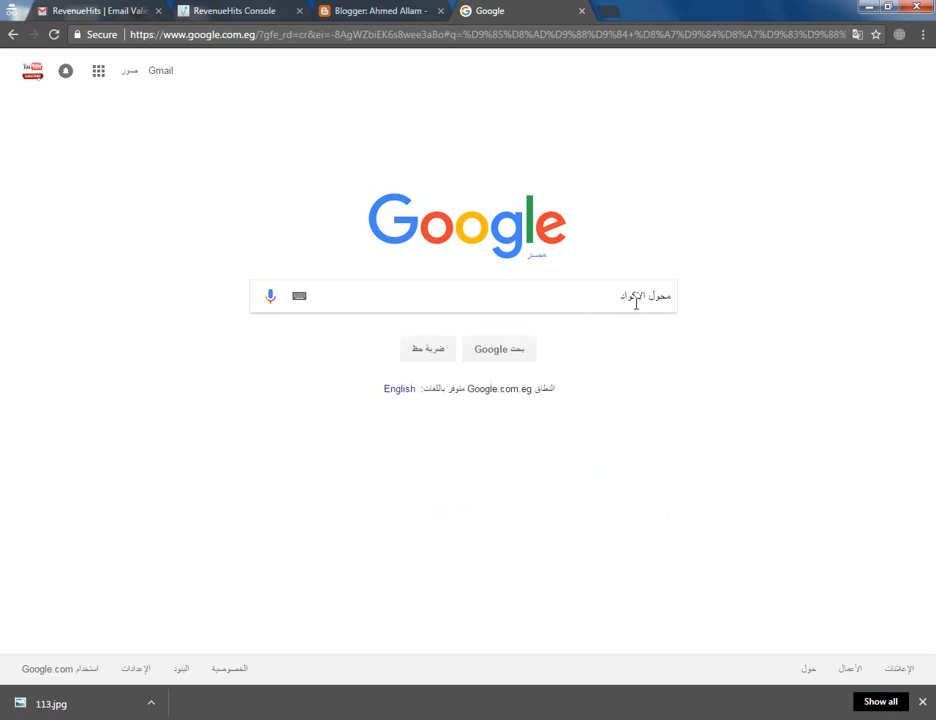 RevenueHits | Email Valid
RevenueHits Console
Blogger: Ahmed Allam -
Google
Secure
https://www.google.com.eg/?gfe_rd=cr&ei=-8AgWZbiEK6s8wee3aBo#q=%D9%85%D8%AD%D9%88%D9%84+%D8%A7%D9%84%D8%A7%D9%83%D9%88%
صور
Gmail
Google
مصر
محول الاكواد
ضربة حظ
بحث Google
النطاق Google.com.eg متوفر باللغات: English
الإعلانات
الأعمال
حول
الخصوصية
البنود
الإعدادات
استخدام Google.com
113.jpg
Show all